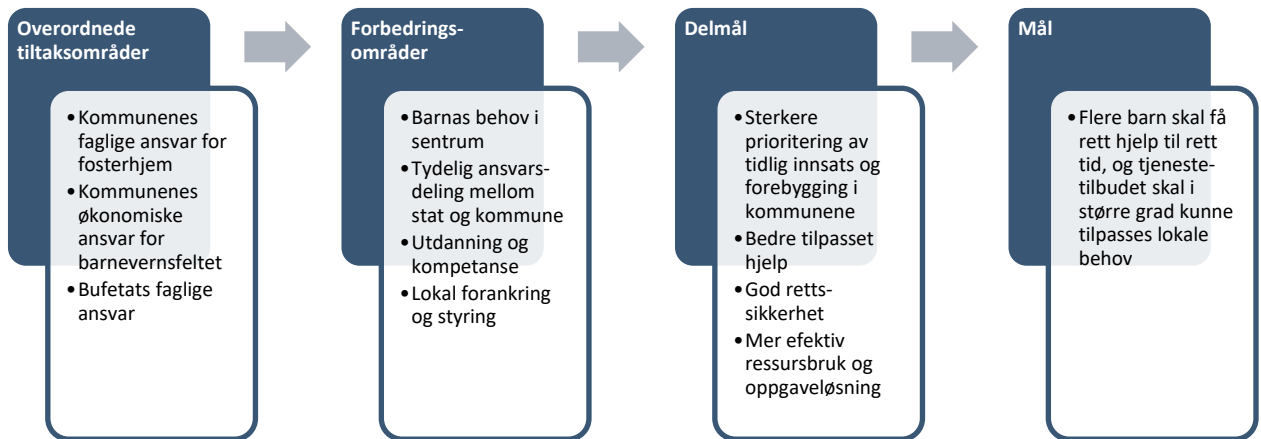 Overordnede
tiltaksområder
•Kommunenes
faglige ansvar for
fosterhjem
•Kommunenes
økonomiske
ansvar for
barnevernsfeltet
•Bufetats faglige
ansvar
Forbedrings-
områder
•Barnas behov i
sentrum
•Tydelig ansvars-
deling mellom
stat og kommune
•Utdanning og
kompetanse
•Lokal forankring
og styring
Delmål
•Sterkere
prioritering av
tidlig innsats og
forebygging i
kommunene
•Bedre tilpasset
hjelp
•God retts-
sikkerhet
•Mer efektiv
ressursbruk og
oppgaveløsning
Mål
•Flere barn skal få
rett hjelp til rett
tid, og tjeneste-
tilbudet skal i
større grad kunne
tilpasses lokale
behov